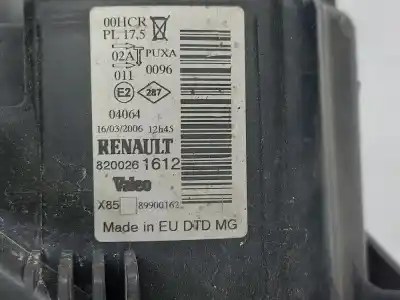 00HCR
PL 17,5
02A PUXA
011 0096
E2 287
04064
16/03/2006 12h45
RENAULT
820026 1612
Valeo
X85 89900162
Made in EU DTD MG